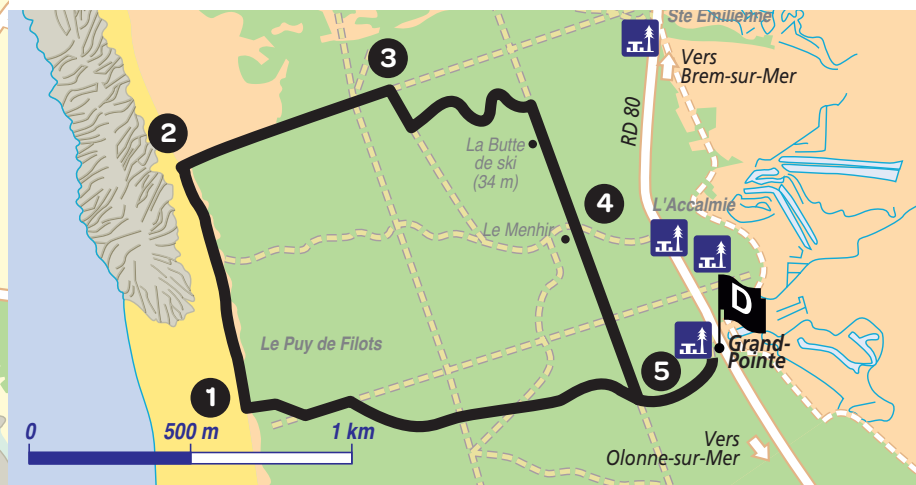 Ste Emilienne
3
Vers
Brem-sur-Mer
RD 80
2
La Butte
de ski
(34 m)
4
L'Accalmie
Le Menhir
D
Grand-
Pointe
Le Puy de Filots
5
1
0
500 m
1 km
Vers
Olonne-sur-Mer